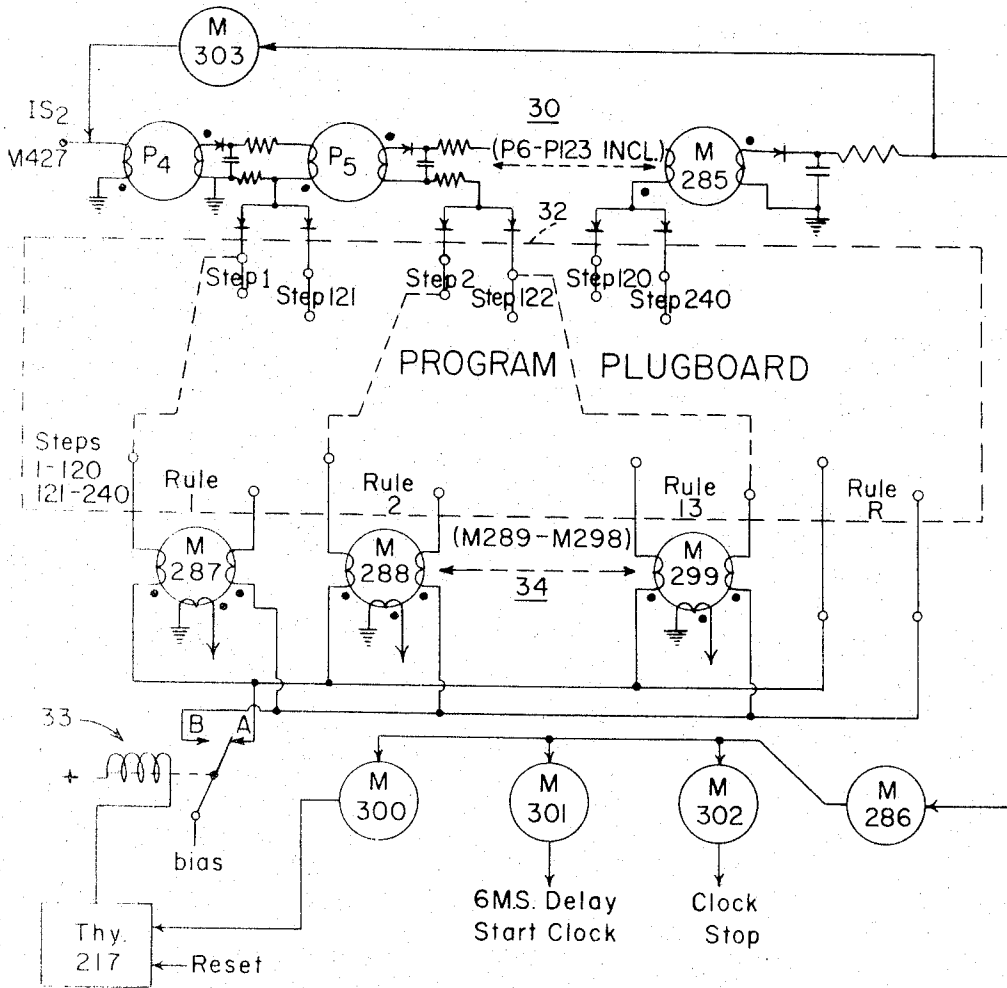 M
303
IS2
M427
P4
P5
30
(P6-P123 INCL.)
M
285
32
Step 1
Step 121
Step 2
Step 122
Step 120
Step 240
PROGRAM PLUGBOARD
Steps
1-120
121-240
Rule
1
Rule
2
Rule
13
Rule
R
M
287
M
288
(M289-M298)
34
M
299
33
B
A
+
bias
M
300
M
301
M
302
M
286
6M.S. Delay
Start Clock
Clock
Stop
Thy.
217
Reset